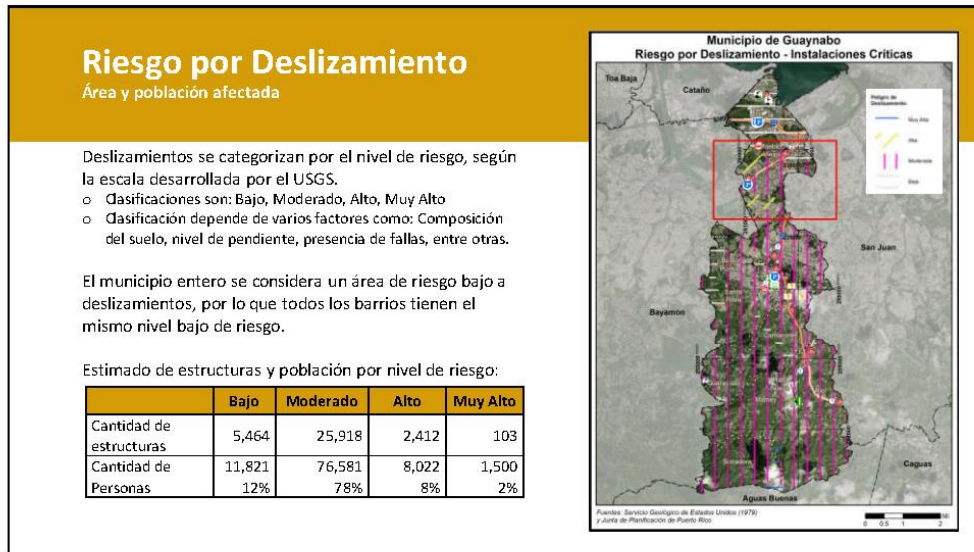 Riesgo por Deslizamiento
Área y población afectada
Deslizamientos se categorizan por el nivel de riesgo, según
la escala desarrollada por el USGS.
o Clasificaciones son: Bajo, Moderado, Alto, Muy Alto
o Clasificación depende de varios factores como: Composición
del suelo, nivel de pendiente, presencia de fallas, entre otras.
El municipio entero se considera un área de riesgo bajo a
deslizamientos, por lo que todos los barrios tienen el
mismo nivel bajo de riesgo.
Estimado de estructuras y población por nivel de riesgo:
Bajo Moderado Alto Muy Alto
Cantidad de
estructuras 5,464 25,918 2,412 103
Cantidad de
Personas 11,821 76,581 8,022 1,500
12% 78% 8% 2%
Municipio de Guaynabo
Riesgo por Deslizamiento - Instalaciones Críticas
Toa Baja
Cataño
Peligro de
Deslizamiento
Muy Alto
Alto
Moderado
Bajo
San Juan
Bayamón
Caguas
Aguas Buenas
Fuentes: Servicio Geológico de Estados Unidos (1979)
y Junta de Planificación de Puerto Rico
0 0.5 1 2